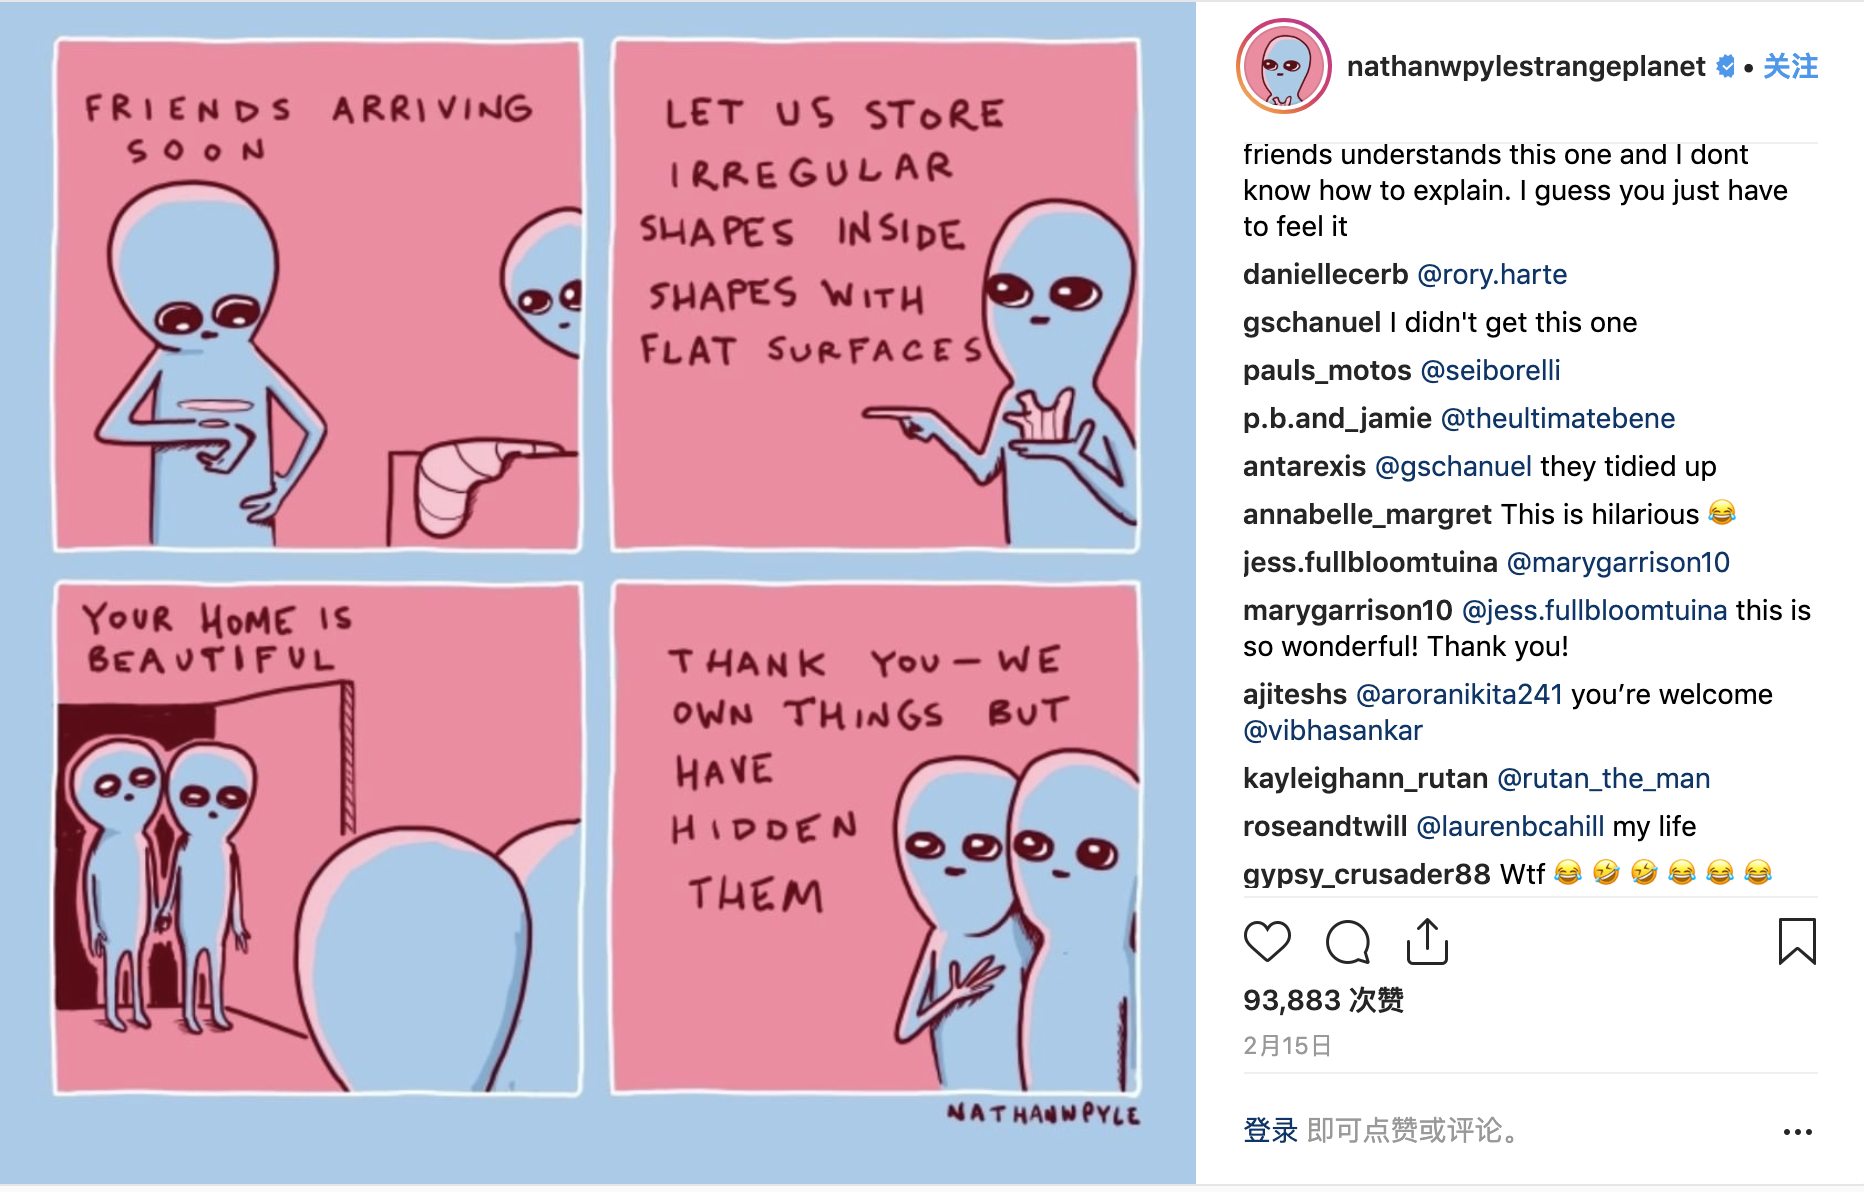 FRIENDS ARRIVING
SOON
LET US STORE
IRREGULAR
SHAPES INSIDE
SHAPES WITH
FLAT SURFACES
YOUR HOME IS
BEAUTIFUL
THANK YOU — WE
OWN THINGS BUT
HAVE
HIDDEN
THEM
NATHANWPYLE
nathanwpylestrangeplanet • 关注
friends understands this one and I dont
know how to explain. I guess you just have
to feel it
daniellecerb @rory.harte
gschanuel I didn't get this one
pauls_motos @seiborelli
p.b.and_jamie @theultimatebene
antarexis @gschanuel they tidied up
annabelle_margret This is hilarious 😂
jess.fullbloomtuina @marygarrison10
marygarrison10 @jess.fullbloomtuina this is
so wonderful! Thank you!
ajiteshs @aroranikita241 you’re welcome
@vibhasankar
kayleighann_rutan @rutan_the_man
roseandtwill @laurenbcahill my life
gypsy_crusader88 Wtf 😂 🤣 🤣 😂 😂 😂
93,883 次赞
2月15日
登录 即可点赞或评论。